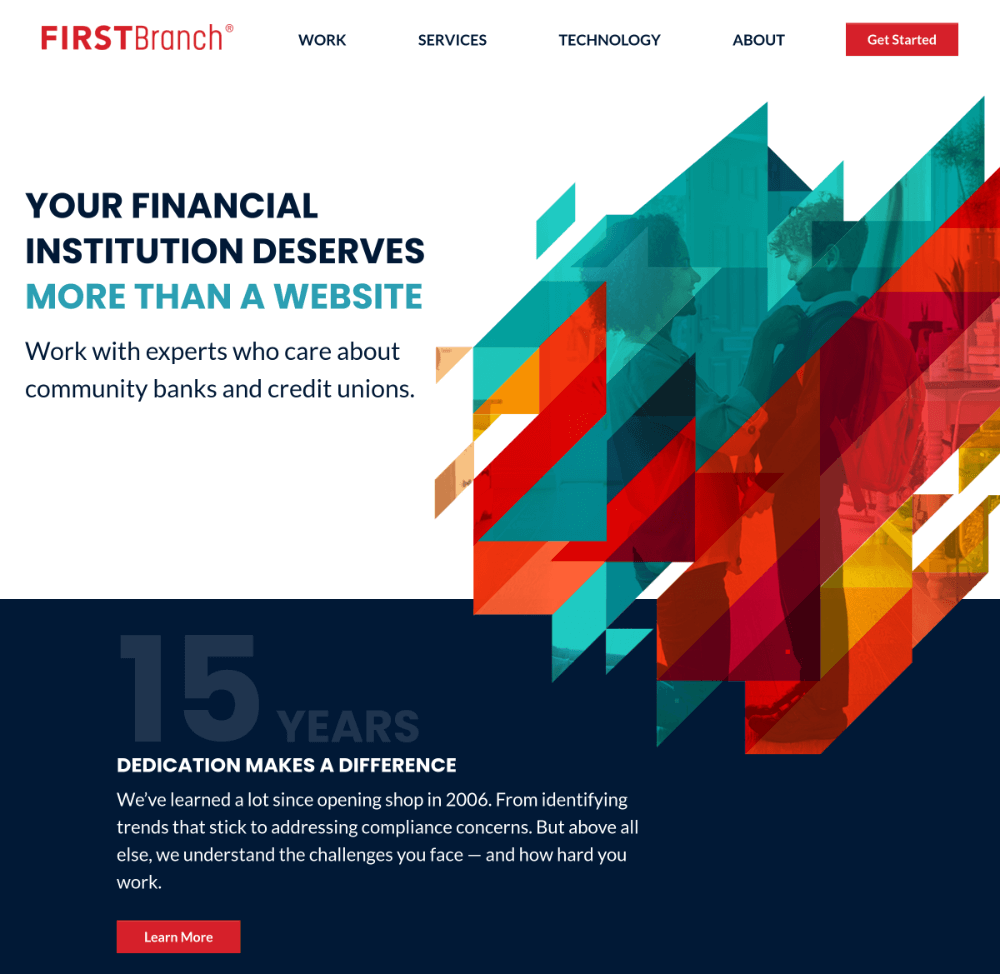 FIRSTBranch®
WORK
SERVICES
TECHNOLOGY
ABOUT
Get Started
YOUR FINANCIAL
INSTITUTION DESERVES
MORE THAN A WEBSITE
Work with experts who care about
community banks and credit unions.
15 YEARS
DEDICATION MAKES A DIFFERENCE
We’ve learned a lot since opening shop in 2006. From identifying
trends that stick to addressing compliance concerns. But above all
else, we understand the challenges you face — and how hard you
work.
Learn More